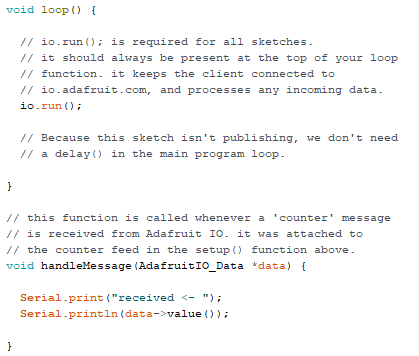 void loop() {
// io.run(); is required for all sketches.
// it should always be present at the top of your loop
// function. it keeps the client connected to
// io.adafruit.com, and processes any incoming data.
io.run();
// Because this sketch isn't publishing, we don't need
// a delay() in the main program loop.
}
// this function is called whenever a 'counter' message
// is received from Adafruit IO. it was attached to
// the counter feed in the setup() function above.
void handleMessage(AdafruitIO_Data *data) {
Serial.print("received <- ");
Serial.println(data->value());
}